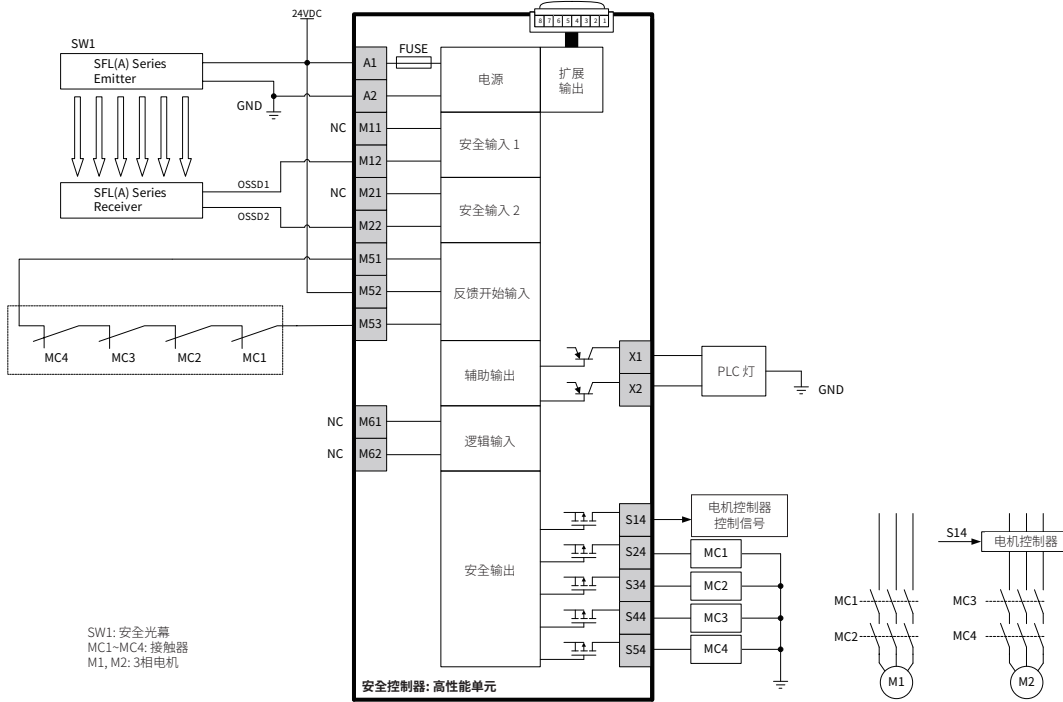 24VDC
8 7 6 5 4 3 2 1
SW1
SFL(A) Series
Emitter
GND
A1
FUSE
电源
扩展
输出
A2
NC
M11
安全输入 1
M12
SFL(A) Series
Receiver
OSSD1
OSSD2
NC
M21
安全输入 2
M22
M51
M52
反馈开始输入
M53
MC4
MC3
MC2
MC1
辅助输出
X1
X2
PLC 灯
GND
NC
M61
逻辑输入
NC
M62
安全输出
S14
电机控制器
控制信号
S24
MC1
S34
MC2
S44
MC3
S54
MC4
S14
电机控制器
MC1
MC2
M1
MC3
MC4
M2
SW1: 安全光幕
MC1~MC4: 接触器
M1, M2: 3相电机
安全控制器: 高性能单元